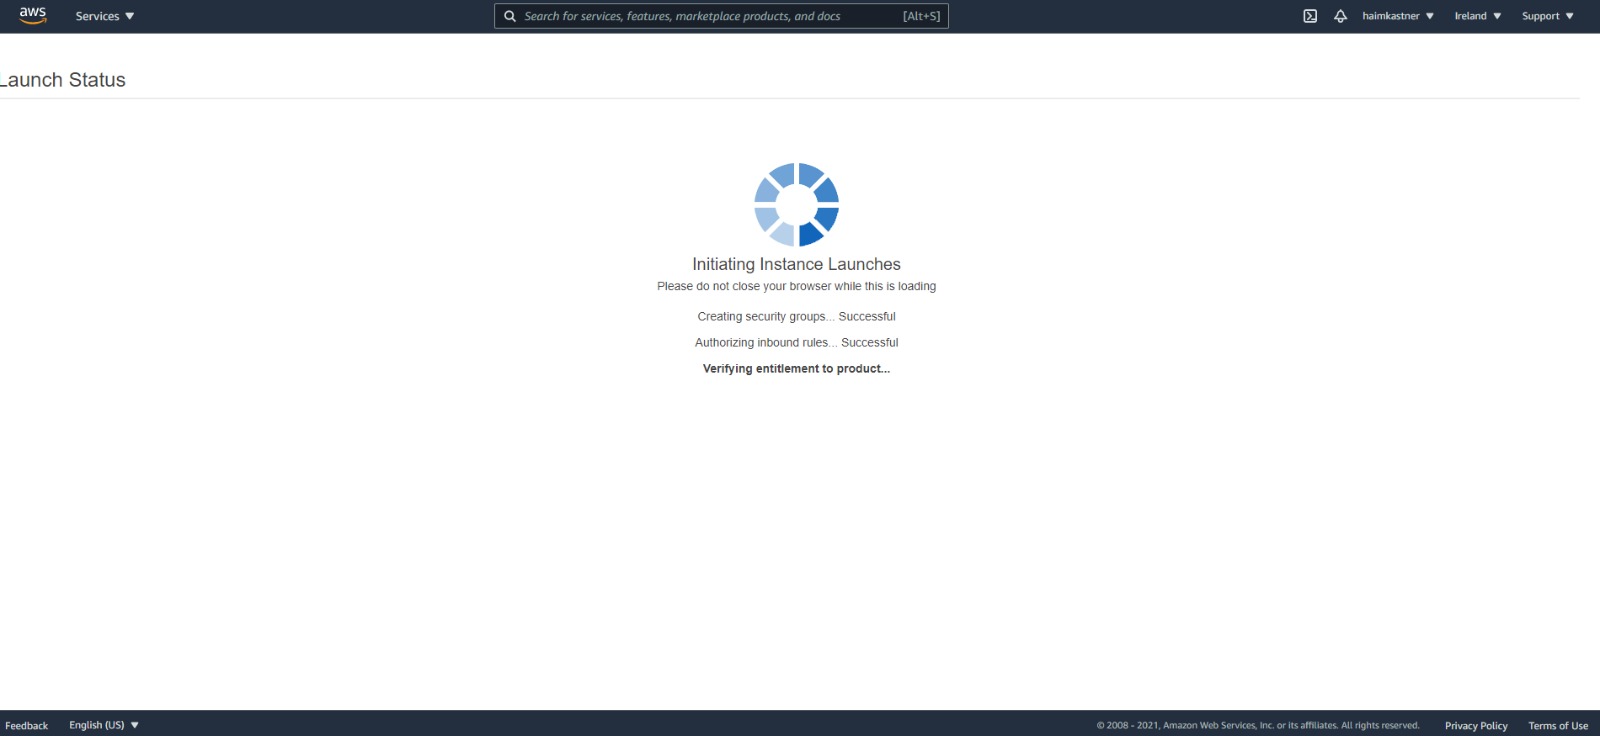 aws Services Search for services, features, marketplace products, and docs [Alt+S] haimkastner Ireland Support
Launch Status
Initiating Instance Launches
Please do not close your browser while this is loading
Creating security groups... Successful
Authorizing inbound rules... Successful
Verifying entitlement to product...
Feedback English (US) © 2008 - 2021, Amazon Web Services, Inc. or its affiliates. All rights reserved. Privacy Policy Terms of Use